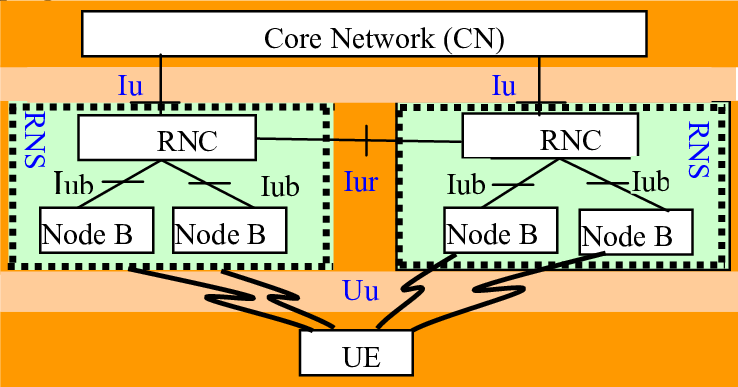 Core Network (CN)
Iu
Iu
RNS
RNC
RNC
RNS
Iub
Iub
Iur
Iub
Iub
Node B
Node B
Node B
Node B
Uu
UE